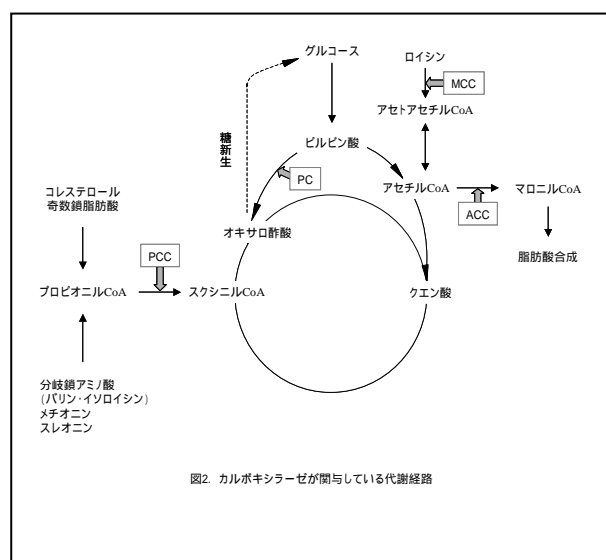 グルコース
ロイシン
MCC
アセトアセチルCoA
糖新生
ピルビン酸
PC
アセチルCoA
マロニルCoA
ACC
コレステロール
奇数鎖脂肪酸
オキサロ酢酸
脂肪酸合成
PCC
プロピオニルCoA
スクシニルCoA
クエン酸
分岐鎖アミノ酸
(バリン・イソロイシン)
メチオニン
スレオニン
図2. カルボキシラーゼが関与している代謝経路